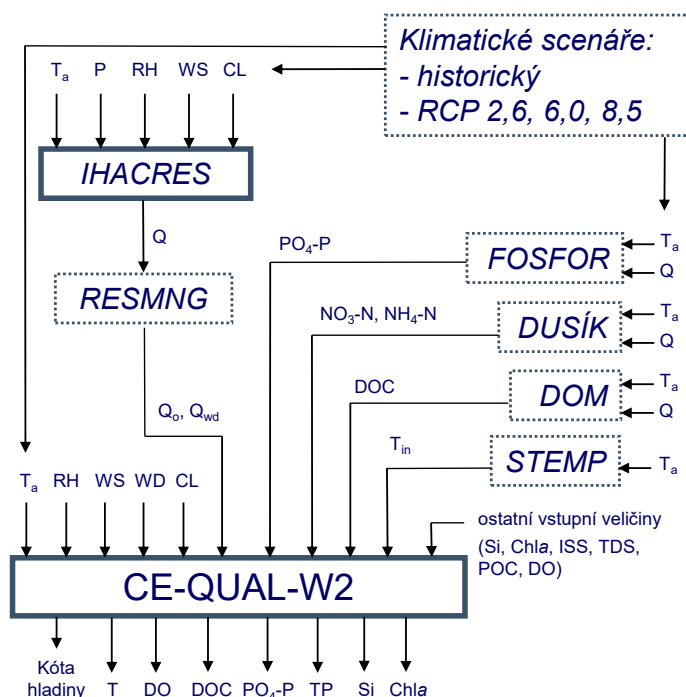 Klimatické scenáře:
- historický
- RCP 2,6, 6,0, 8,5
Ta P RH WS CL
IHACRES
Q
RESMNG
Qo, Qwd
PO4-P
FOSFOR
Ta
Q
NO3-N, NH4-N
DUSÍK
Ta
Q
DOC
DOM
Ta
Q
Tin
STEMP
Ta
Ta RH WS WD CL
ostatní vstupní veličiny
(Si, Chla, ISS, TDS,
POC, DO)
CE-QUAL-W2
Kóta
hladiny T DO DOC PO4-P TP Si Chla